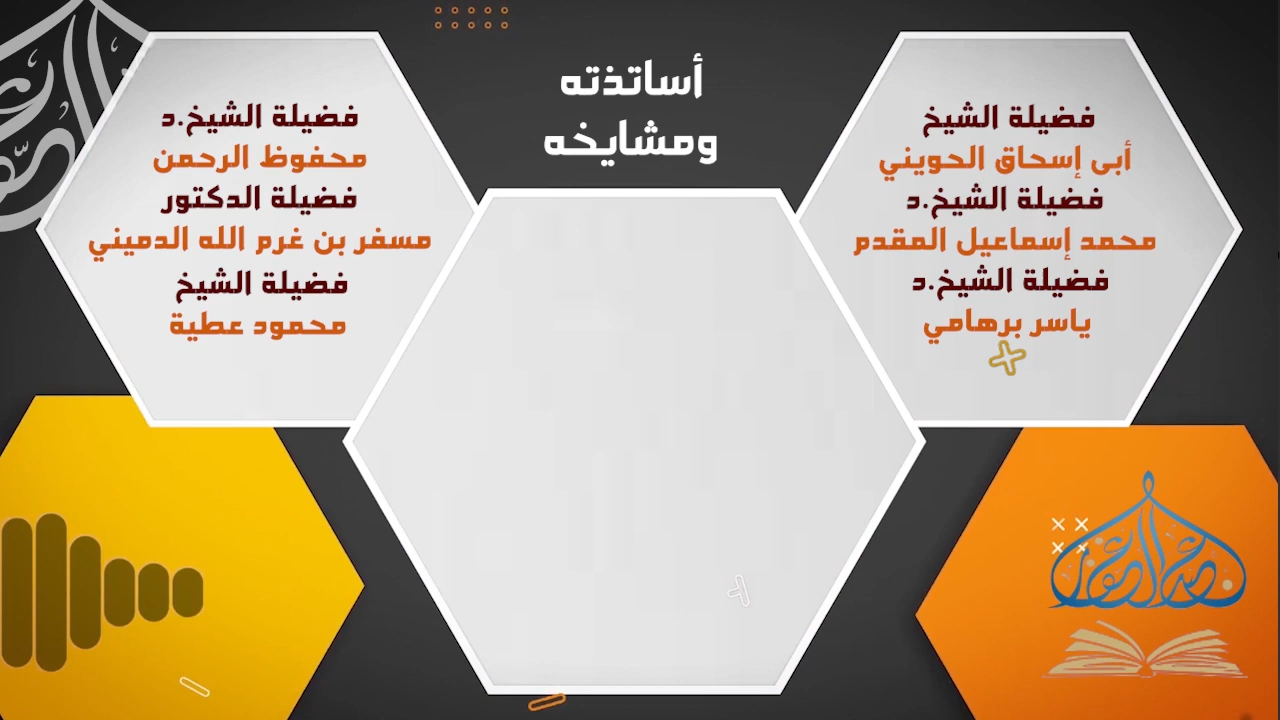 أساتذته
ومشايخه
فضيلة الشيخ
أبى إسحاق الحويني
فضيلة الشيخ.د
محمد إسماعيل المقدم
فضيلة الشيخ.د
ياسر برهامي
فضيلة الشيخ.د
محفوظ الرحمن
فضيلة الدكتور
مسفر بن غرم الله الدميني
فضيلة الشيخ
محمود عطية